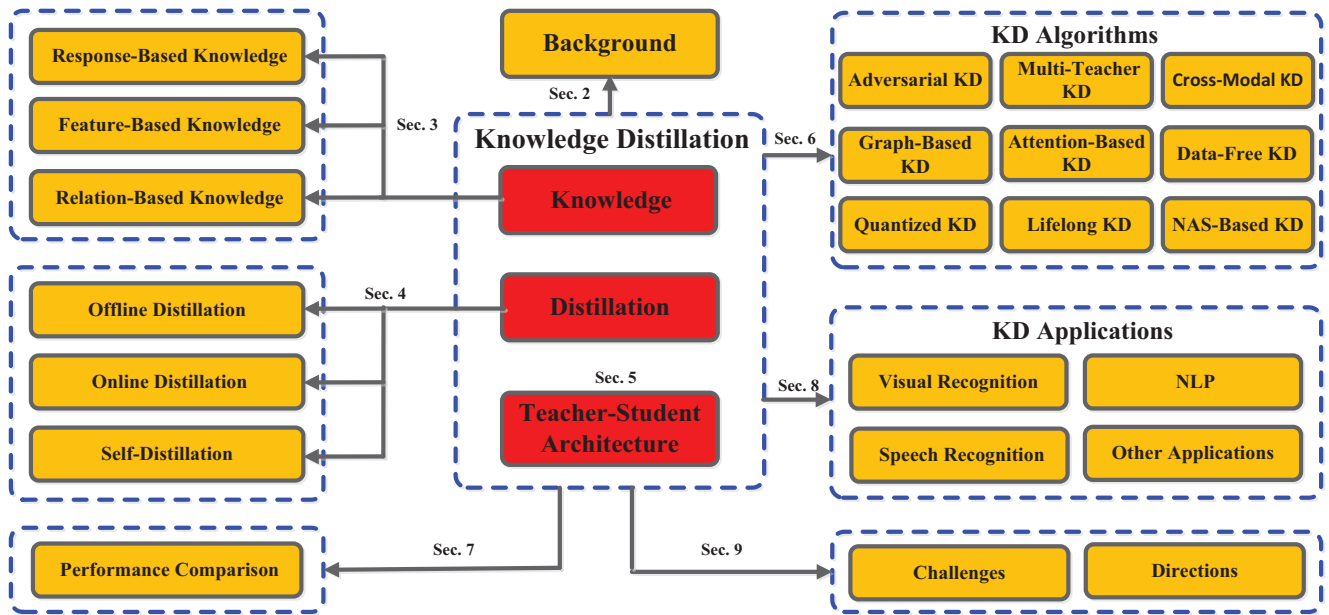 Response-Based Knowledge
Feature-Based Knowledge
Relation-Based Knowledge
Sec. 3
Offline Distillation
Online Distillation
Self-Distillation
Sec. 4
Performance Comparison
Sec. 7
Background
Sec. 2
Knowledge Distillation
Knowledge
Distillation
Sec. 5
Teacher-Student
Architecture
Sec. 6
KD Algorithms
Adversarial KD
Multi-Teacher
KD
Cross-Modal KD
Graph-Based
KD
Attention-Based
KD
Data-Free KD
Quantized KD
Lifelong KD
NAS-Based KD
Sec. 8
KD Applications
Visual Recognition
NLP
Speech Recognition
Other Applications
Sec. 9
Challenges
Directions